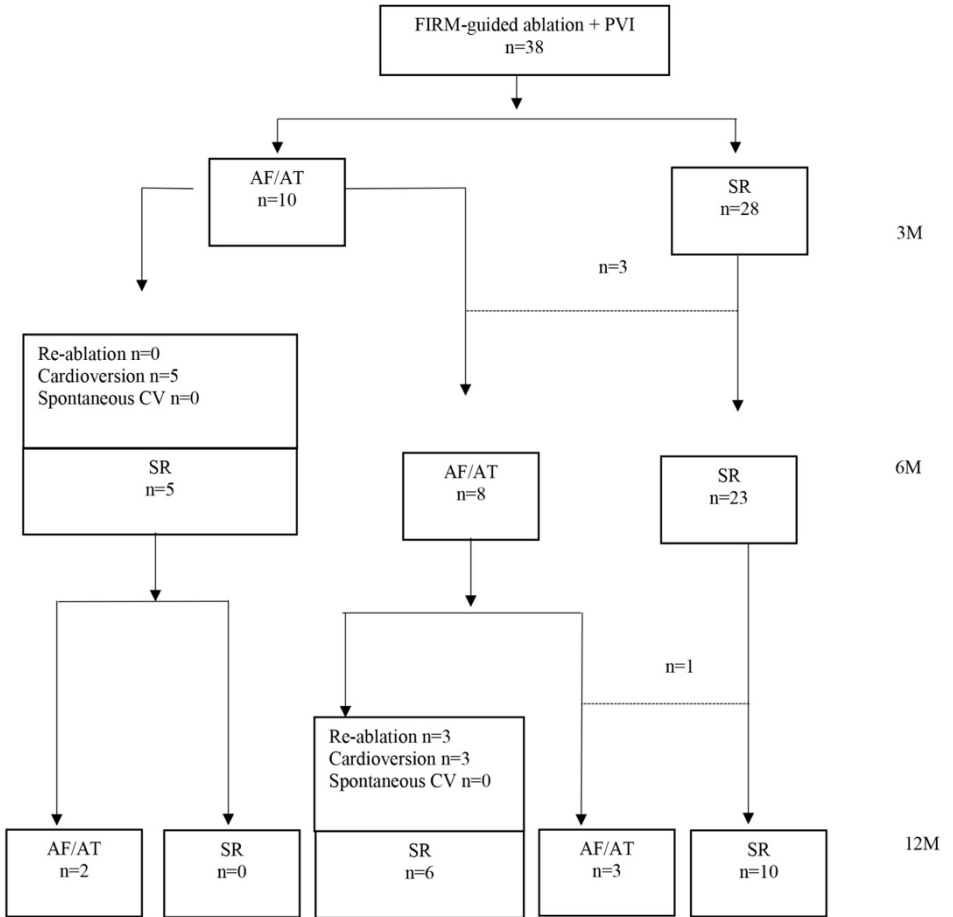 FIRM-guided ablation + PVI
n=38
AF/AT
n=10
SR
n=28
3M
n=3
Re-ablation n=0
Cardioversion n=5
Spontaneous CV n=0
SR
n=5
AF/AT
n=8
SR
n=23
6M
n=1
Re-ablation n=3
Cardioversion n=3
Spontaneous CV n=0
AF/AT
n=2
SR
n=0
SR
n=6
AF/AT
n=3
SR
n=10
12M